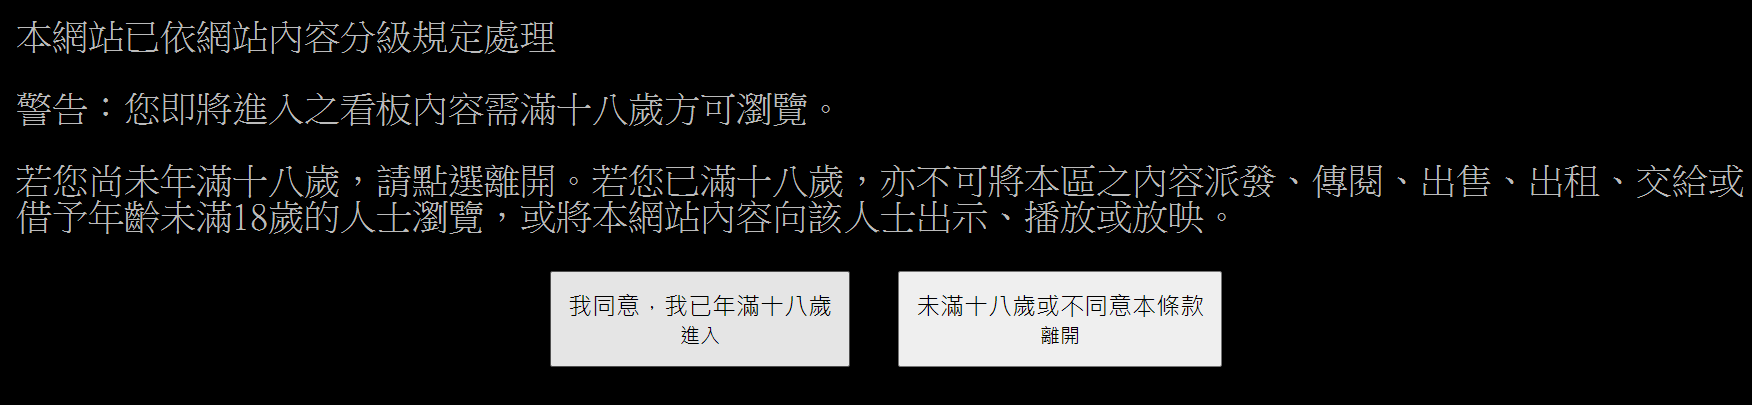 本網站已依網站內容分級規定處理
警告：您即將進入之看板內容需滿十八歲方可瀏覽。
若您尚未年滿十八歲，請點選離開。若您已滿十八歲，亦不可將本區之內容派發、傳閱、出售、出租、交給或
借予年齡未滿18歲的人士瀏覽，或將本網站內容向該人士出示、播放或放映。
我同意，我已年滿十八歲
進入
未滿十八歲或不同意本條款
離開